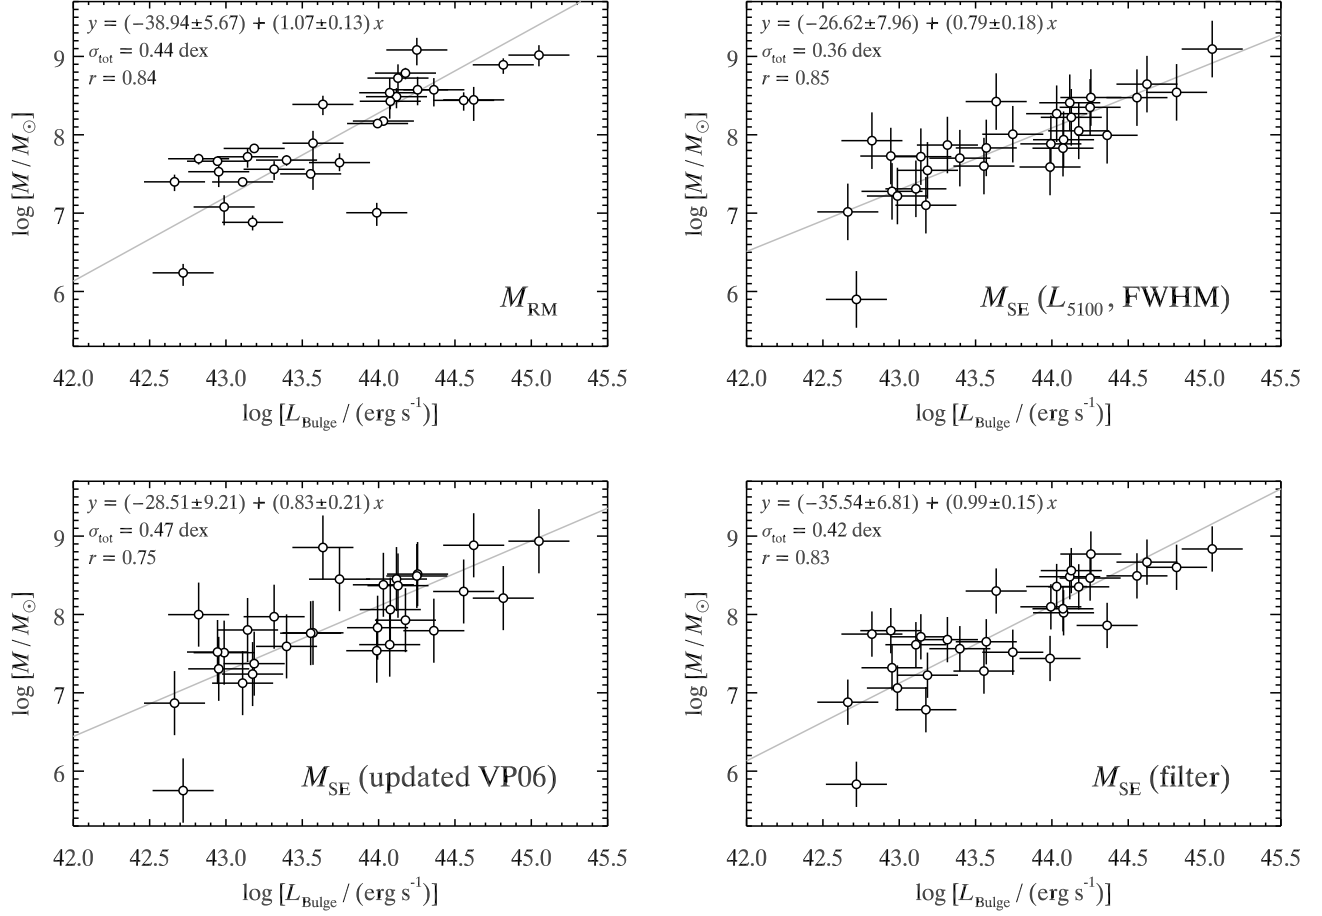 y = (−38.94±5.67) + (1.07±0.13) x
σtot = 0.44 dex
r = 0.84
9
8
7
6
log [M / M☉]
MRM
42.0 42.5 43.0 43.5 44.0 44.5 45.0 45.5
log [LBulge / (erg s-1)]
y = (−26.62±7.96) + (0.79±0.18) x
σtot = 0.36 dex
r = 0.85
9
8
7
6
log [M / M☉]
MSE (L5100, FWHM)
42.0 42.5 43.0 43.5 44.0 44.5 45.0 45.5
log [LBulge / (erg s-1)]
y = (−28.51±9.21) + (0.83±0.21) x
σtot = 0.47 dex
r = 0.75
9
8
7
6
log [M / M☉]
MSE (updated VP06)
42.0 42.5 43.0 43.5 44.0 44.5 45.0 45.5
log [LBulge / (erg s-1)]
y = (−35.54±6.81) + (0.99±0.15) x
σtot = 0.42 dex
r = 0.83
9
8
7
6
log [M / M☉]
MSE (filter)
42.0 42.5 43.0 43.5 44.0 44.5 45.0 45.5
log [LBulge / (erg s-1)]